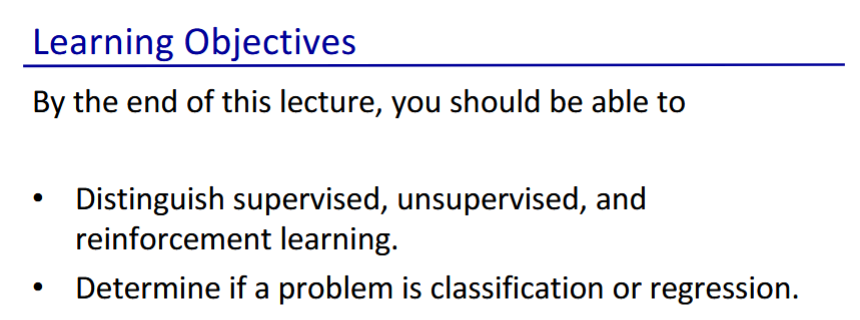 Learning Objectives
By the end of this lecture, you should be able to
• Distinguish supervised, unsupervised, and
reinforcement learning.
• Determine if a problem is classification or regression.